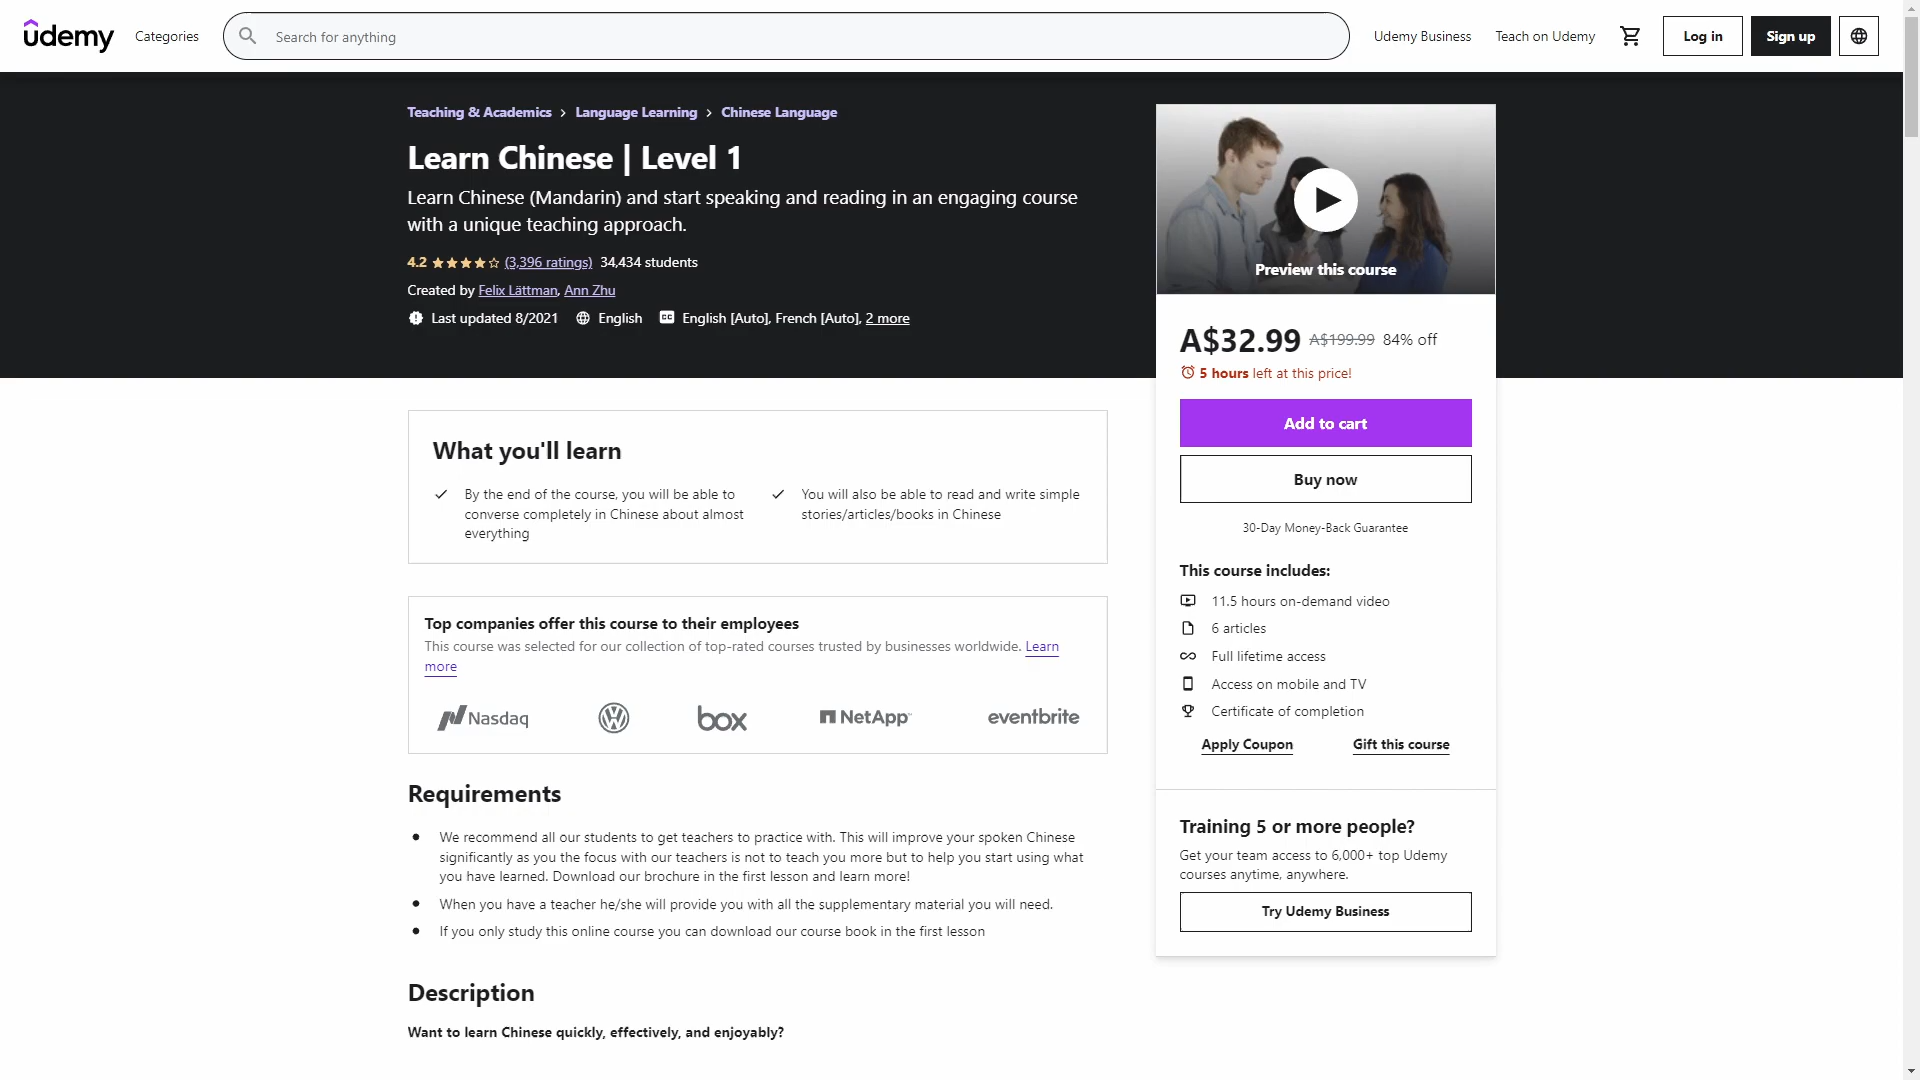 ûdemy
Categories
Search for anything
Udemy Business
Teach on Udemy
Log in
Sign up
Teaching & Academics
Language Learning
Chinese Language
Learn Chinese | Level 1
Learn Chinese (Mandarin) and start speaking and reading in an engaging course
with a unique teaching approach.
4.2 (3,396 ratings) 34,434 students
Created by Felix Lättman, Ann Zhu
Last updated 8/2021 English CC English [Auto], French [Auto], 2 more
Preview this course
A$32.99 A$199.99 84% off
5 hours left at this price!
Add to cart
Buy now
30-Day Money-Back Guarantee
This course includes:
11.5 hours on-demand video
6 articles
Full lifetime access
Access on mobile and TV
Certificate of completion
Apply Coupon
Gift this course
Training 5 or more people?
Get your team access to 6,000+ top Udemy
courses anytime, anywhere.
Try Udemy Business
What you'll learn
By the end of the course, you will be able to
converse completely in Chinese about almost
everything
You will also be able to read and write simple
stories/articles/books in Chinese
Top companies offer this course to their employees
This course was selected for our collection of top-rated courses trusted by businesses worldwide. Learn
more
Nasdaq
box
NetApp
eventbrite
Requirements
We recommend all our students to get teachers to practice with. This will improve your spoken Chinese
significantly as you the focus with our teachers is not to teach you more but to help you start using what
you have learned. Download our brochure in the first lesson and learn more!
When you have a teacher he/she will provide you with all the supplementary material you will need.
If you only study this online course you can download our course book in the first lesson
Description
Want to learn Chinese quickly, effectively, and enjoyably?